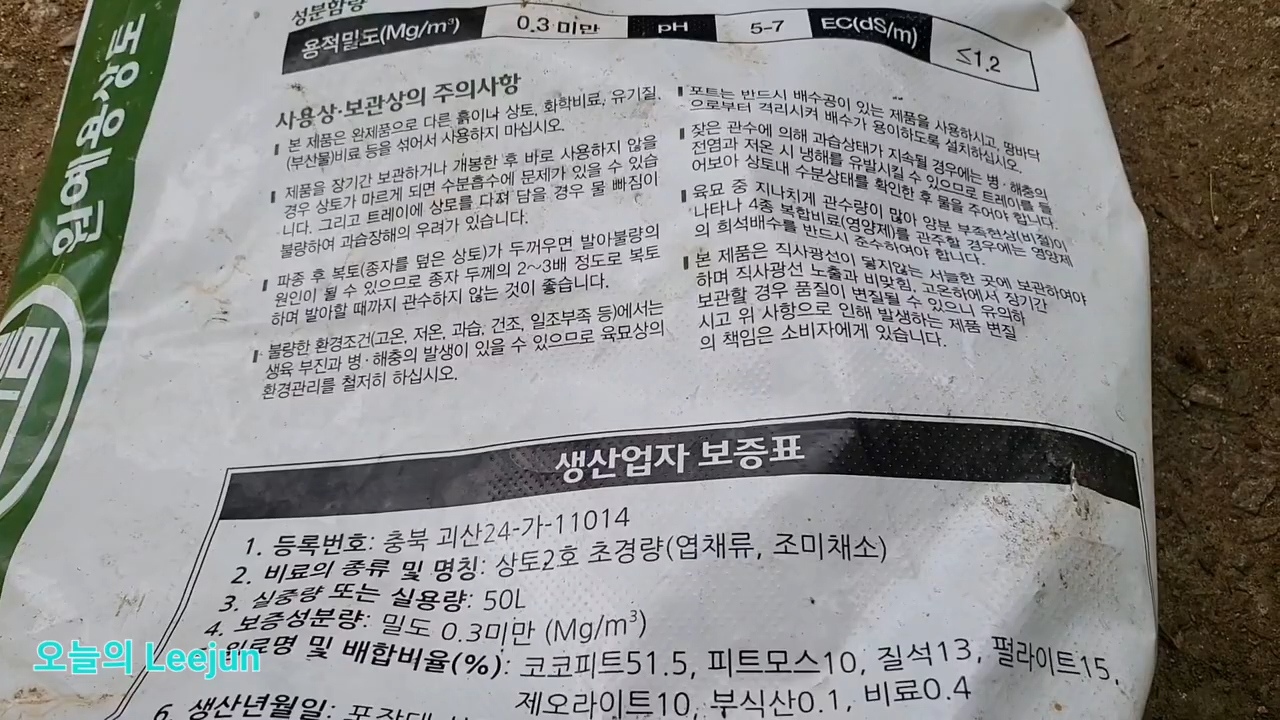 성분함량
용적밀도(Mg/m³) 0.3 미만 pH 5-7 EC(dS/m) ≤1.2
원예용상토
사용상·보관상의 주의사항
본 제품은 완제품으로 다른 흙이나 상토, 화학비료, 유기질,
(부산물)비료 등을 섞어서 사용하지 마십시오.
제품을 장기간 보관하거나 개봉한 후 바로 사용하지 않을
경우 상토가 마르게 되면 수분흡수에 문제가 있을 수 있습
니다. 그리고 트레이에 상토를 다져 담을 경우 물 빠짐이
불량하여 과습장해의 우려가 있습니다.
파종 후 복토(종자를 덮은 상토)가 두꺼우면 발아불량의
원인이 될 수 있으므로 종자 두께의 2~3배 정도로 복토
하며 발아할 때까지 관수하지 않는 것이 좋습니다.
불량한 환경조건(고온, 저온, 과습, 건조, 일조부족 등)에서는
생육 부진과 병·해충의 발생이 있을 수 있으므로 육묘상의
환경관리를 철저히 하십시오.
포트는 반드시 배수공이 있는 제품을 사용하시고, 땅바닥
으로부터 격리시켜 배수가 용이하도록 설치하십시오.
잦은 관수에 의해 과습상태가 지속될 경우에는 병·해충의
전염과 저온 시 냉해를 유발시킬 수 있으므로 트레이를 들
어보아 상토내 수분상태를 확인한 후 물을 주어야 합니다.
육묘 중 지나치게 관수량이 많아 양분 부족현상(비절)이
나타나 4종 복합비료(영양제)를 관주할 경우에는 영양제
의 희석배수를 반드시 준수하여야 합니다.
본 제품은 직사광선이 닿지않는 서늘한 곳에 보관하여야
하며 직사광선 노출과 비맞힘, 고온하에서 장기간
보관할 경우 품질이 변질될 수 있으니 유의하
시고 위 사항으로 인해 발생하는 제품 변질
의 책임은 소비자에게 있습니다.
생산업자 보증표
1. 등록번호: 충북 괴산24-가-11014
2. 비료의 종류 및 명칭: 상토2호 초경량(엽채류, 조미채소)
3. 실중량 또는 실용량: 50L
4. 보증성분량: 밀도 0.3미만 (Mg/m³)
원료명 및 배합비율(%): 코코피트51.5, 피트모스10, 질석13, 펄라이트15,
제오라이트10, 부식산0.1, 비료0.4
6. 생산년월일:
오늘의 Leejun